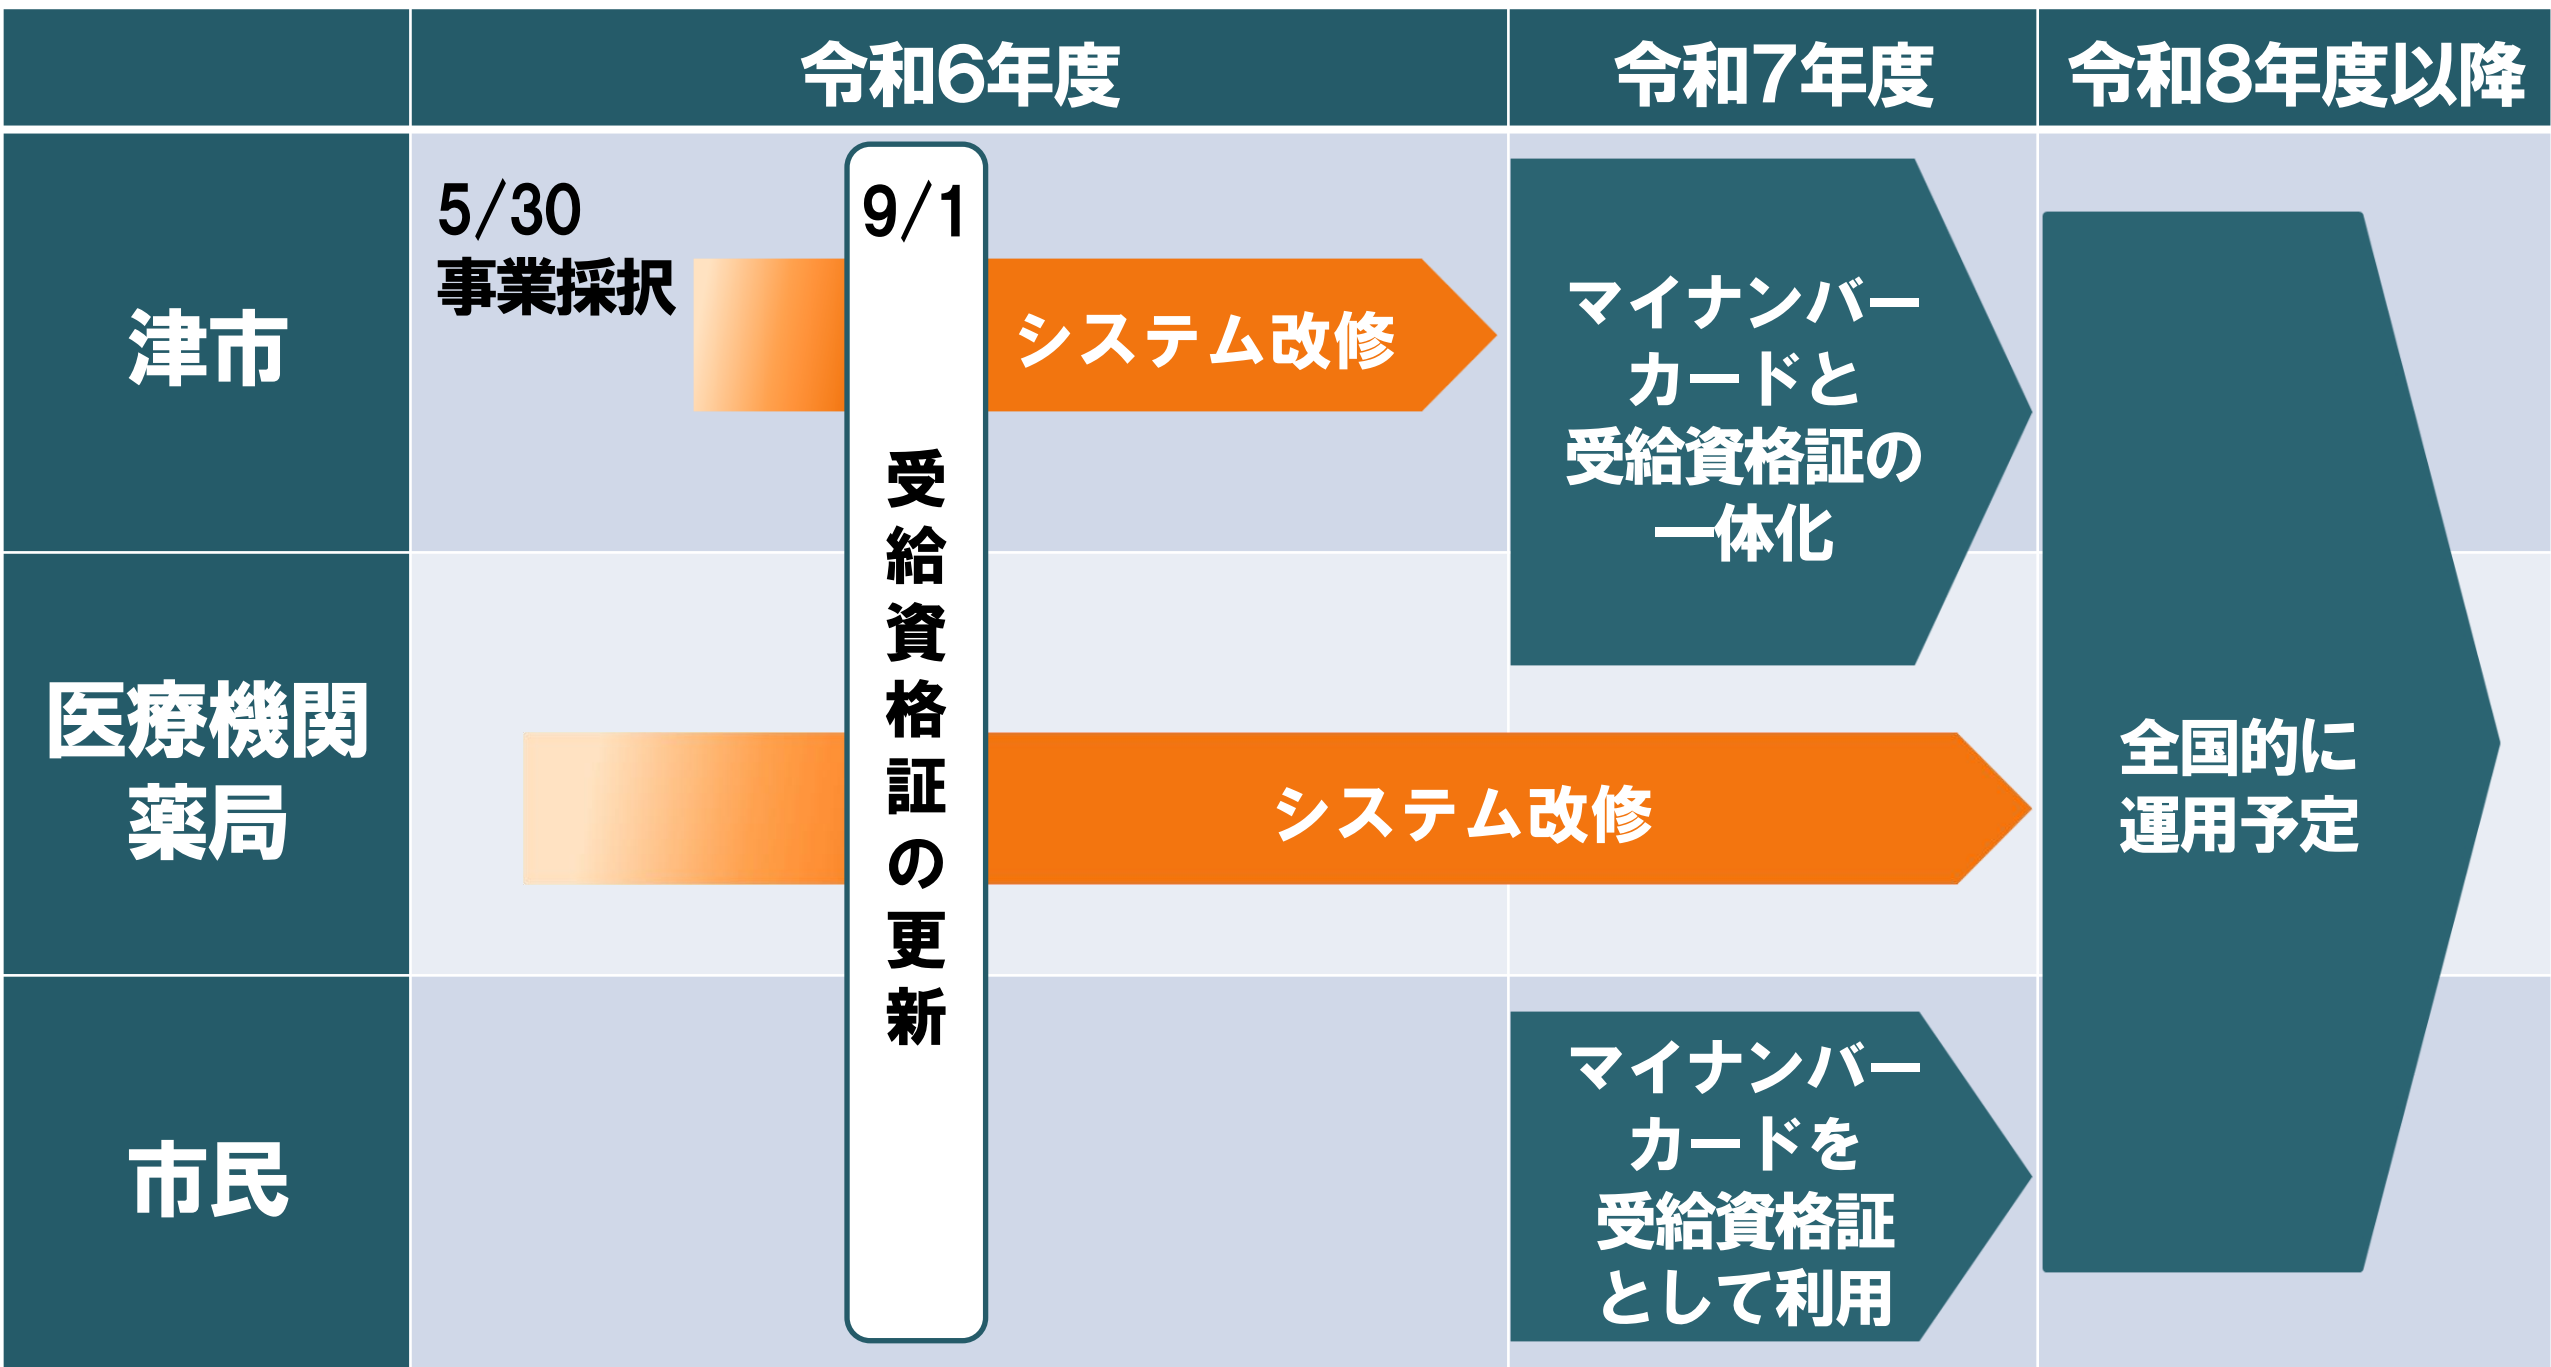 令和6年度
令和7年度
令和8年度以降
津市
5/30
事業採択
9/1
受給資格証の更新
システム改修
マイナンバー
カードと
受給資格証の
一体化
医療機関
薬局
システム改修
全国的に
運用予定
市民
マイナンバー
カードを
受給資格証
として利用